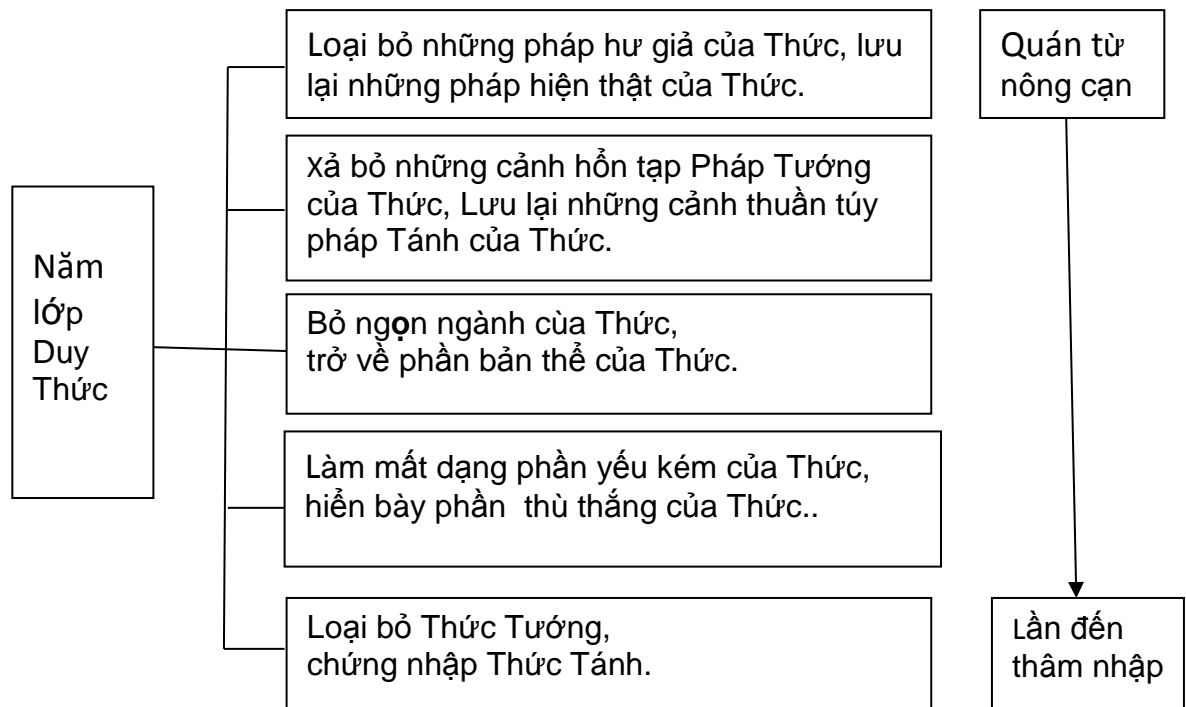 Loại bỏ những pháp hư giả của Thức, lưu
lại những pháp hiện thật của Thức.
Quán từ
nông cạn
xả bỏ những cảnh hổn tạp Pháp Tướng
của Thức, Lưu lại những cảnh thuần túy
pháp Tánh của Thức.
Năm
lớp
Duy
Thức
Bỏ ngọn ngành cùa Thức,
trở về phần bản thể của Thức.
Làm mất dạng phần yếu kém của Thức,
hiển bày phần thù thắng của Thức..
Loại bỏ Thức Tướng,
chứng nhập Thức Tánh.
Lần đến
thâm nhập